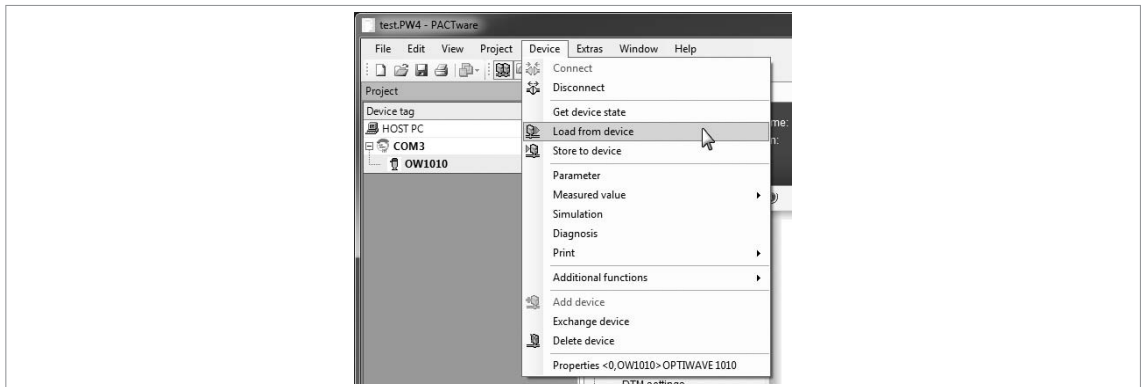 test.PW4 - PACTware
File Edit View Project Device Extras Window Help
Project
Device tag
HOST PC
COM3
OW1010
Connect
Disconnect
Get device state
Load from device
Store to device
Parameter
Measured value
Simulation
Diagnosis
Print
Additional functions
Add device
Exchange device
Delete device
Properties <0,OW1010> OPTIWAVE 1010
me:
n: